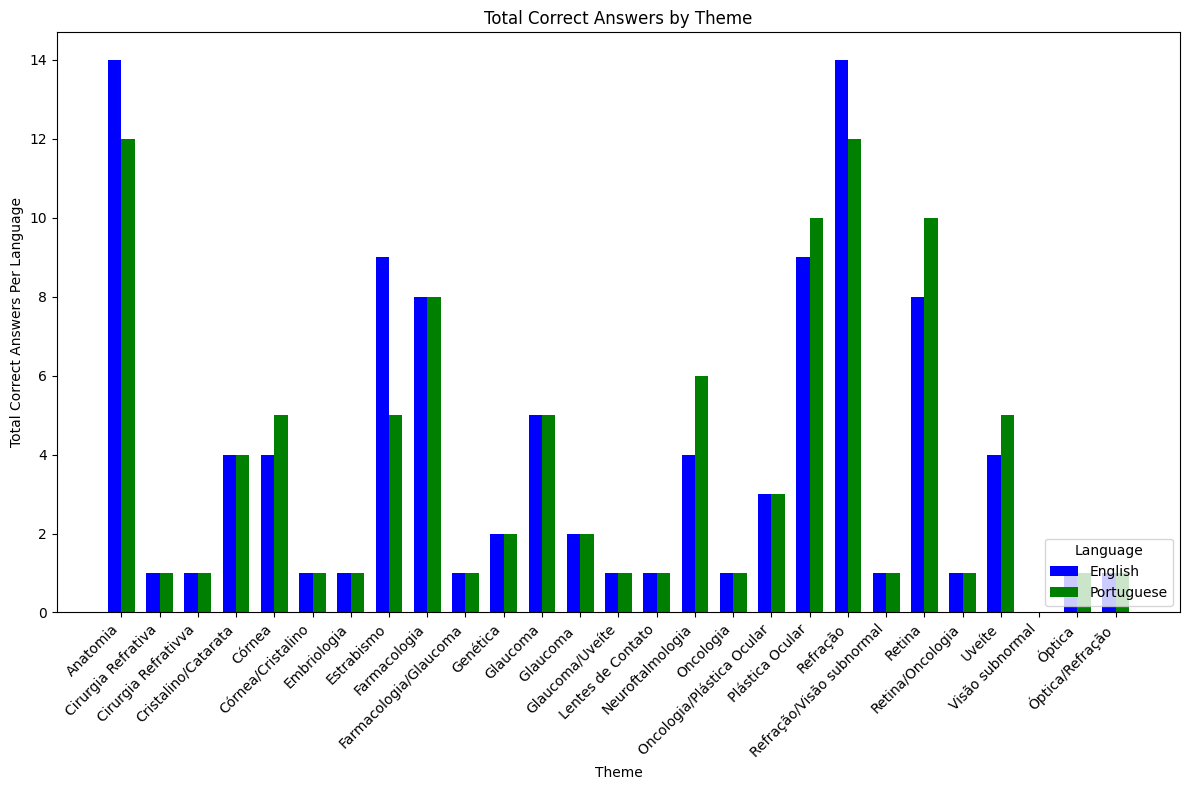 Total Correct Answers by Theme
Total Correct Answers Per Language
14
12
10
8
6
4
2
0
Anatomia
Cirurgia Refrativa
Cirurgia Refrativva
Cristalino/Catarata
Córnea
Córnea/Cristalino
Embriologia
Estrabismo
Farmacologia
Farmacologia/Glaucoma
Genética
Glaucoma
Glaucoma
Glaucoma/Uveíte
Lentes de Contato
Neuroftalmologia
Oncologia
Oncologia/Plástica Ocular
Plástica Ocular
Refração
Refração/Visão subnormal
Retina
Retina/Oncologia
Uveíte
Visão subnormal
Óptica
Óptica/Refração
Theme
Language
English
Portuguese